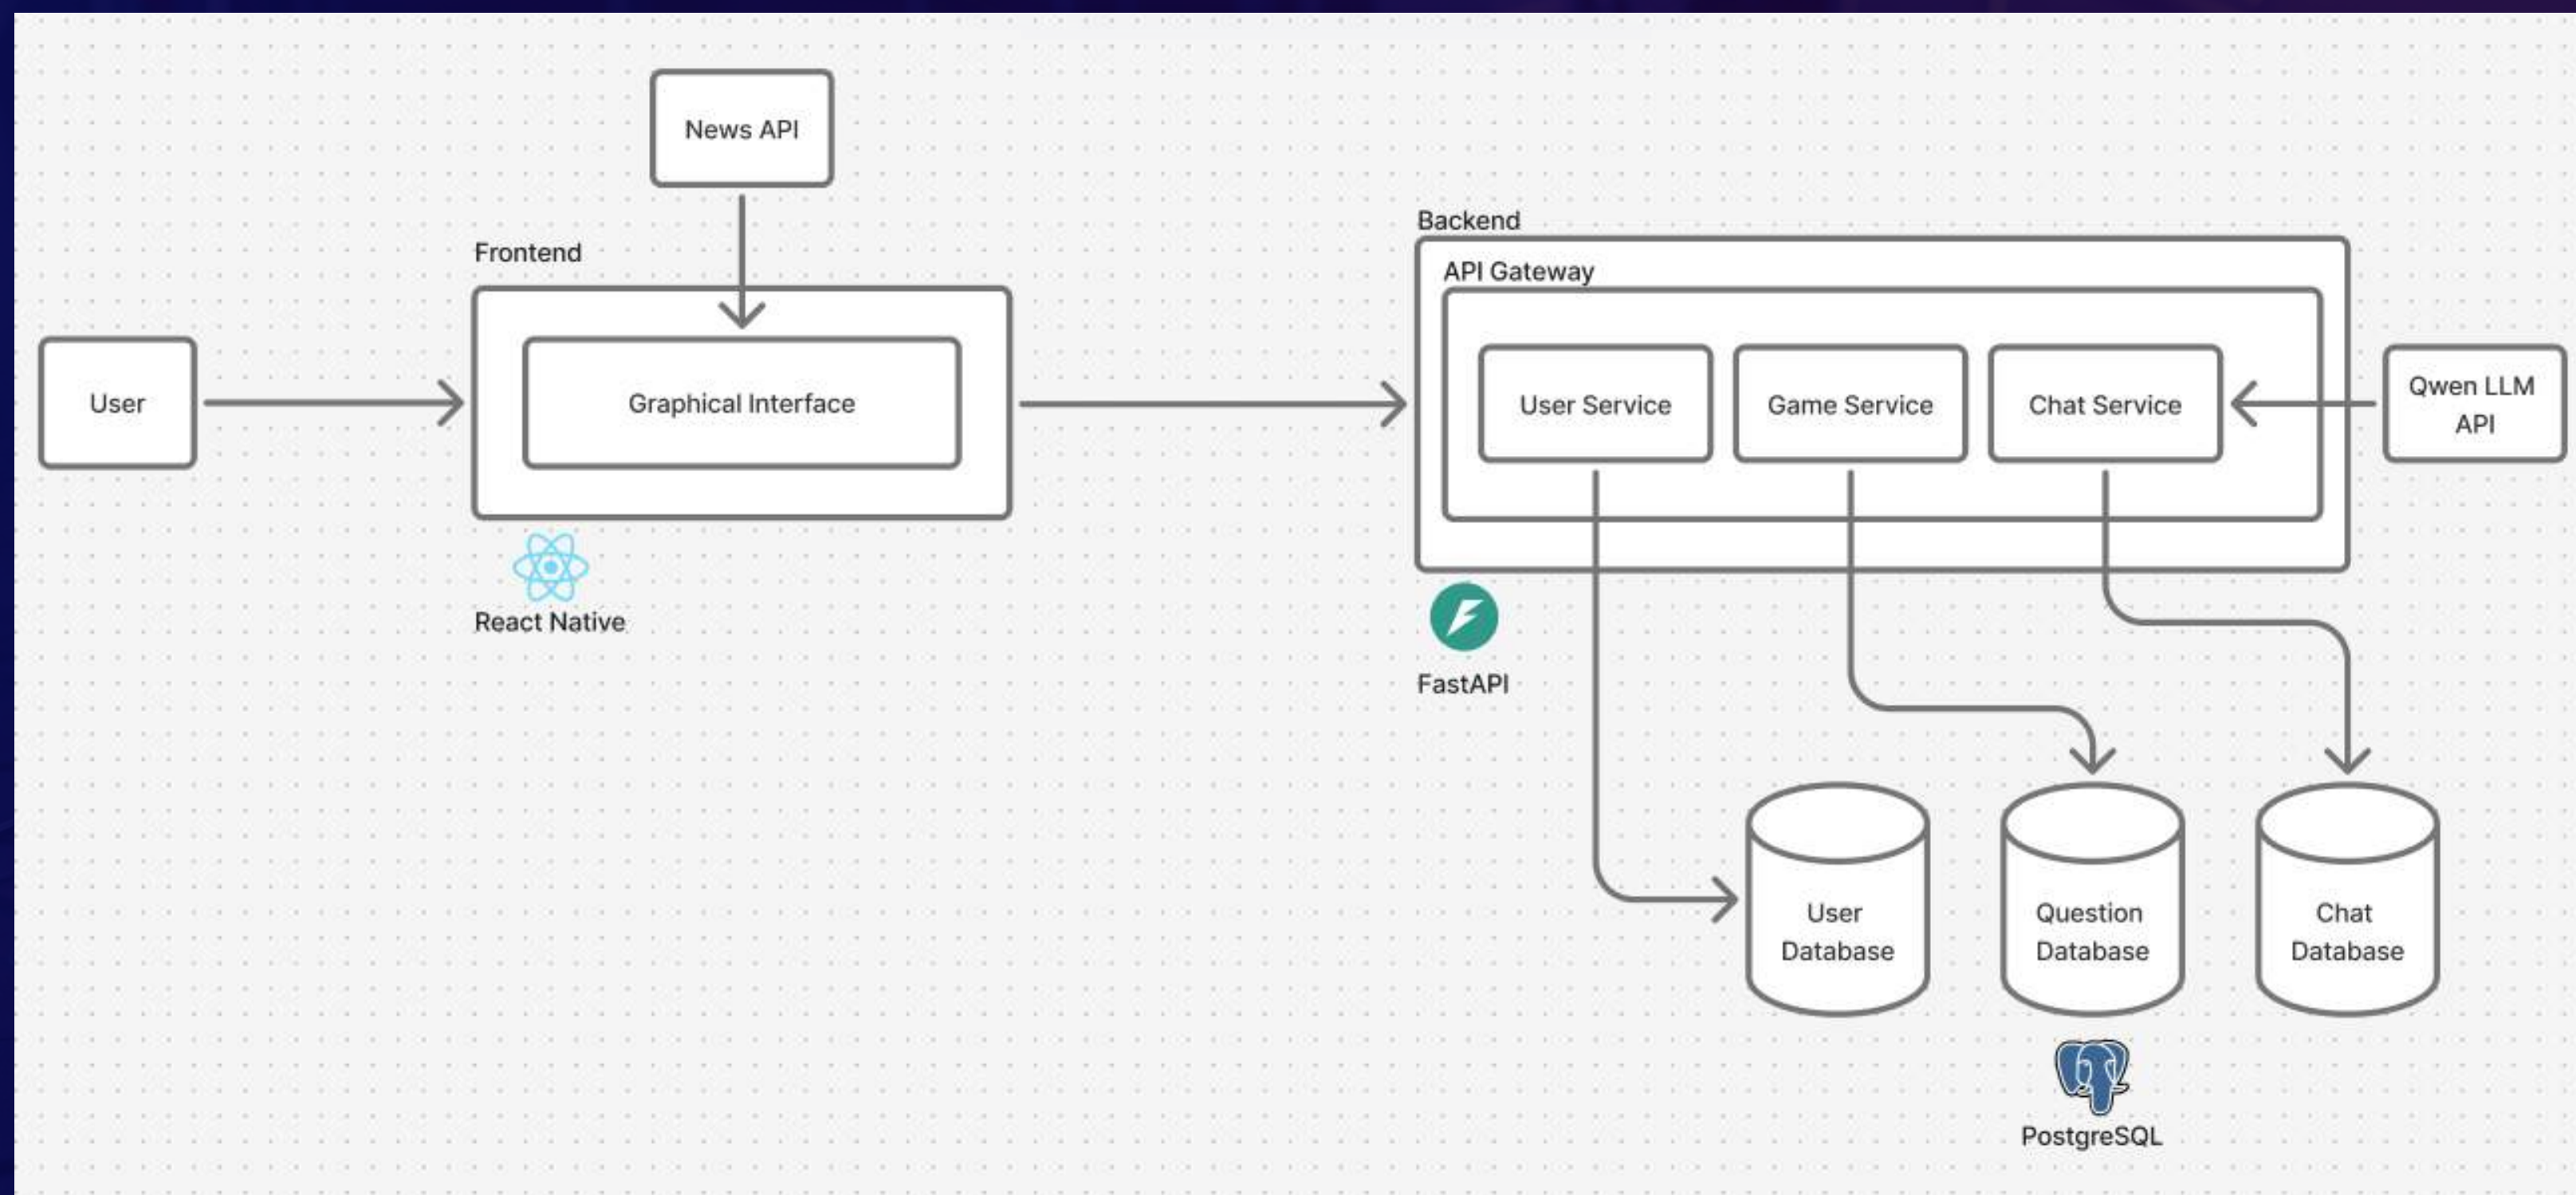 News API
Frontend
User
Graphical Interface
React Native
Backend
API Gateway
User Service
Game Service
Chat Service
Qwen LLM
API
FastAPI
User
Database
Question
Database
Chat
Database
PostgreSQL